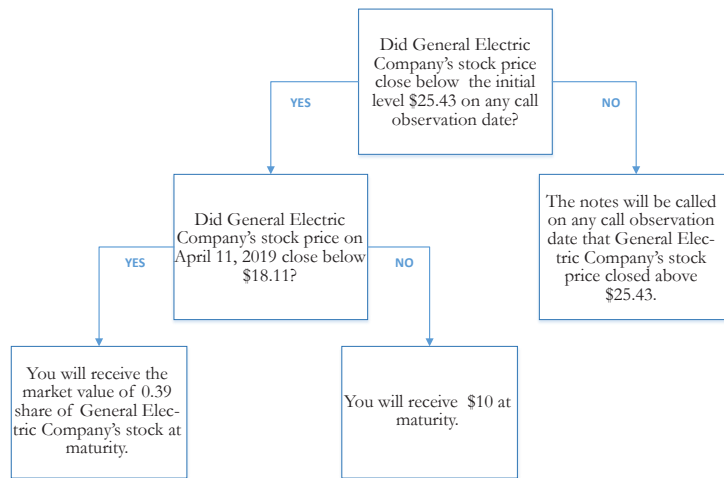 Did General Electric
Company's stock price
close below the initial
level $25.43 on any call
observation date?
YES
NO
Did General Electric
Company's stock price on
April 11, 2019 close below
$18.11?
The notes will be called
on any call observation
date that General Elec-
tric Company's stock
price closed above
$25.43.
YES
NO
You will receive the
market value of 0.39
share of General Elec-
tric Company's stock at
maturity.
You will receive $10 at
maturity.